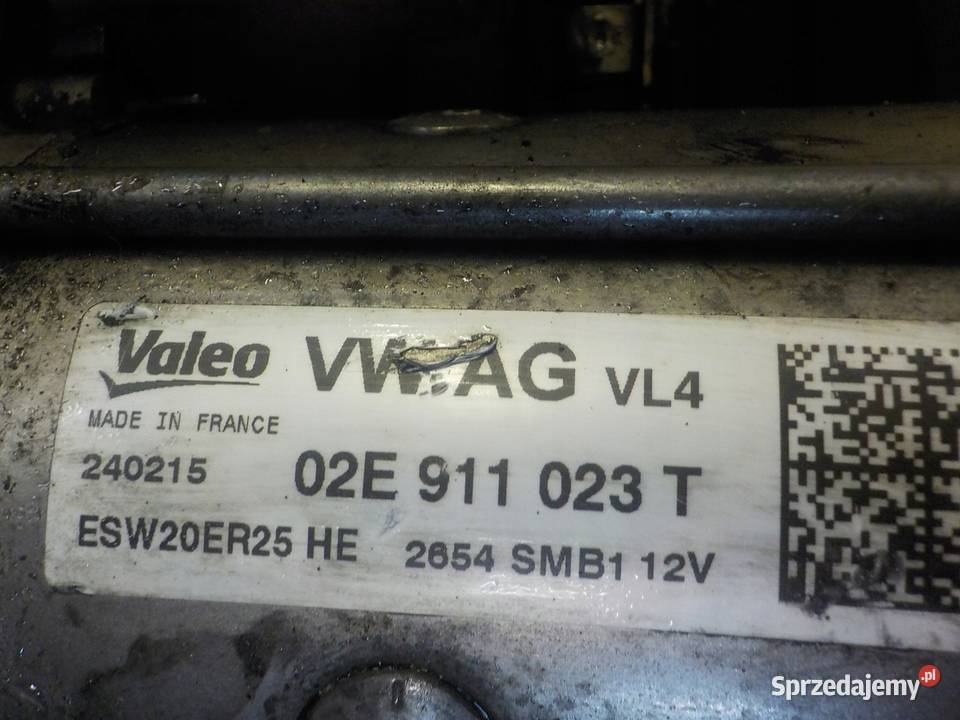 Valeo VW AG VL4
MADE IN FRANCE
240215 02E 911 023 T
ESW20ER25 HE 2654 SMB1 12V
Sprzedajemy.pl